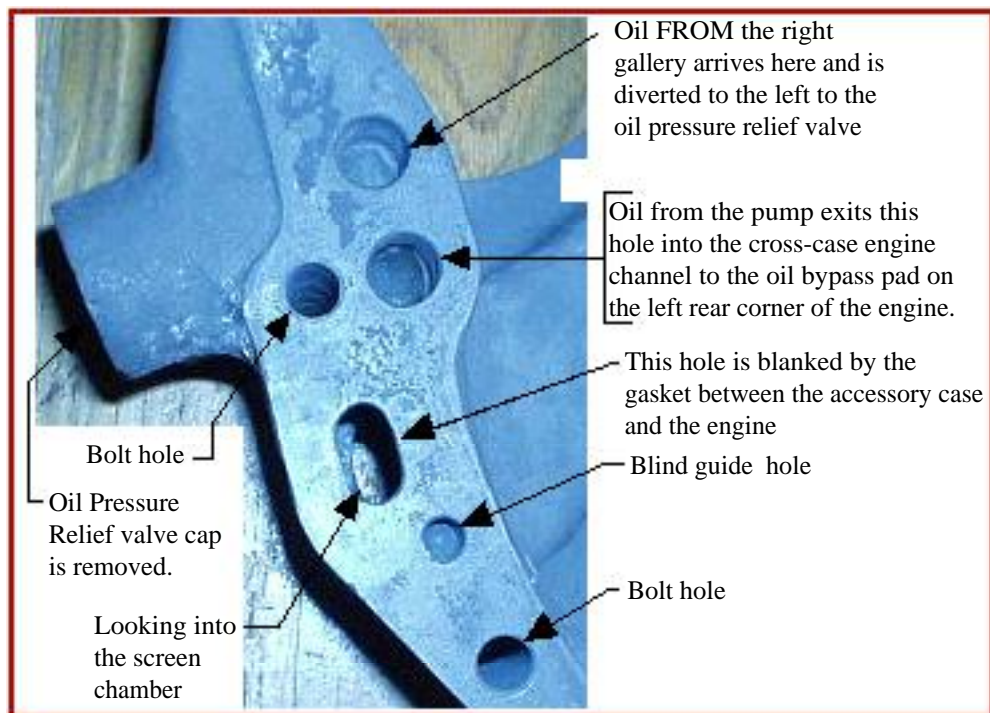 Oil FROM the right
gallery arrives here and is
diverted to the left to the
oil pressure relief valve
Oil from the pump exits this
hole into the cross-case engine
channel to the oil bypass pad on
the left rear corner of the engine.
This hole is blanked by the
gasket between the accessory case
and the engine
Bolt hole
Blind guide hole
Oil Pressure
Relief valve cap
is removed.
Bolt hole
Looking into
the screen
chamber